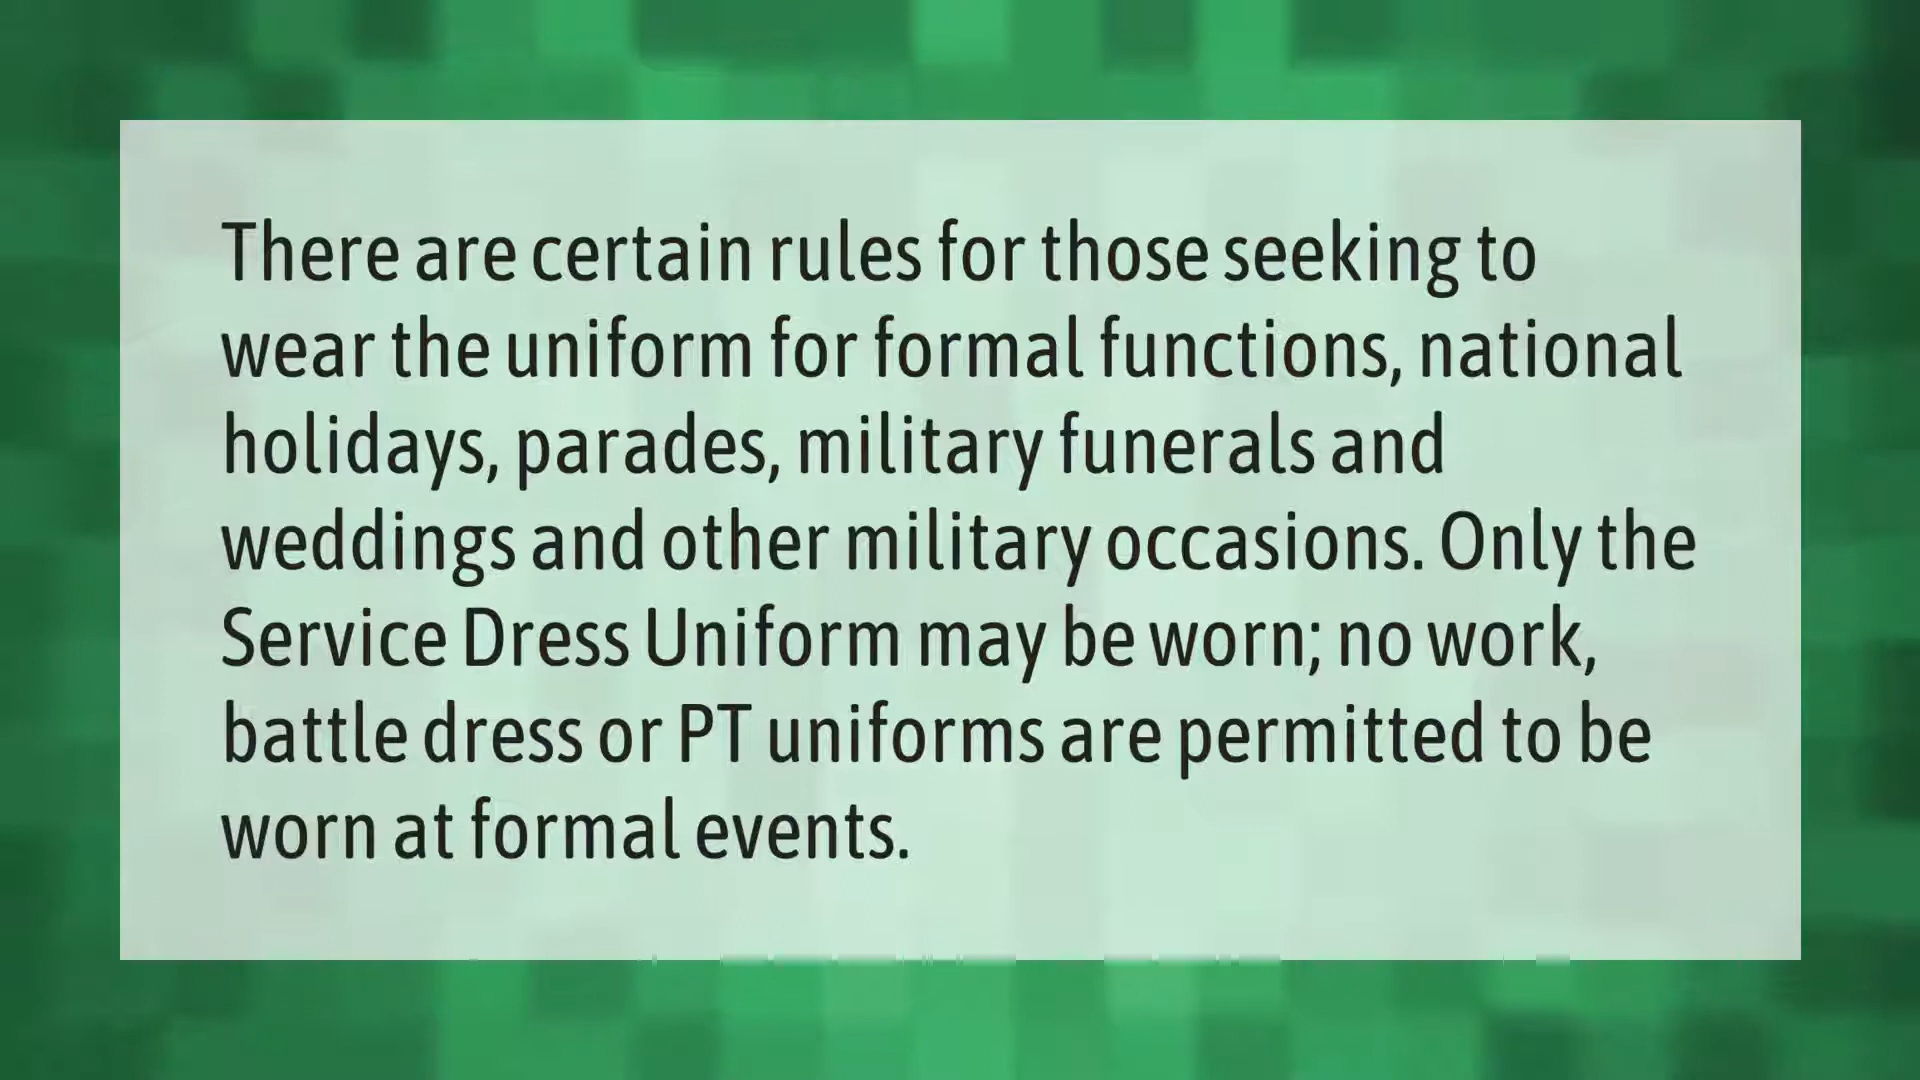 There are certain rules for those seeking to
wear the uniform for formal functions, national
holidays, parades, military funerals and
weddings and other military occasions. Only the
Service Dress Uniform may be worn; no work,
battle dress or PT uniforms are permitted to be
worn at formal events.